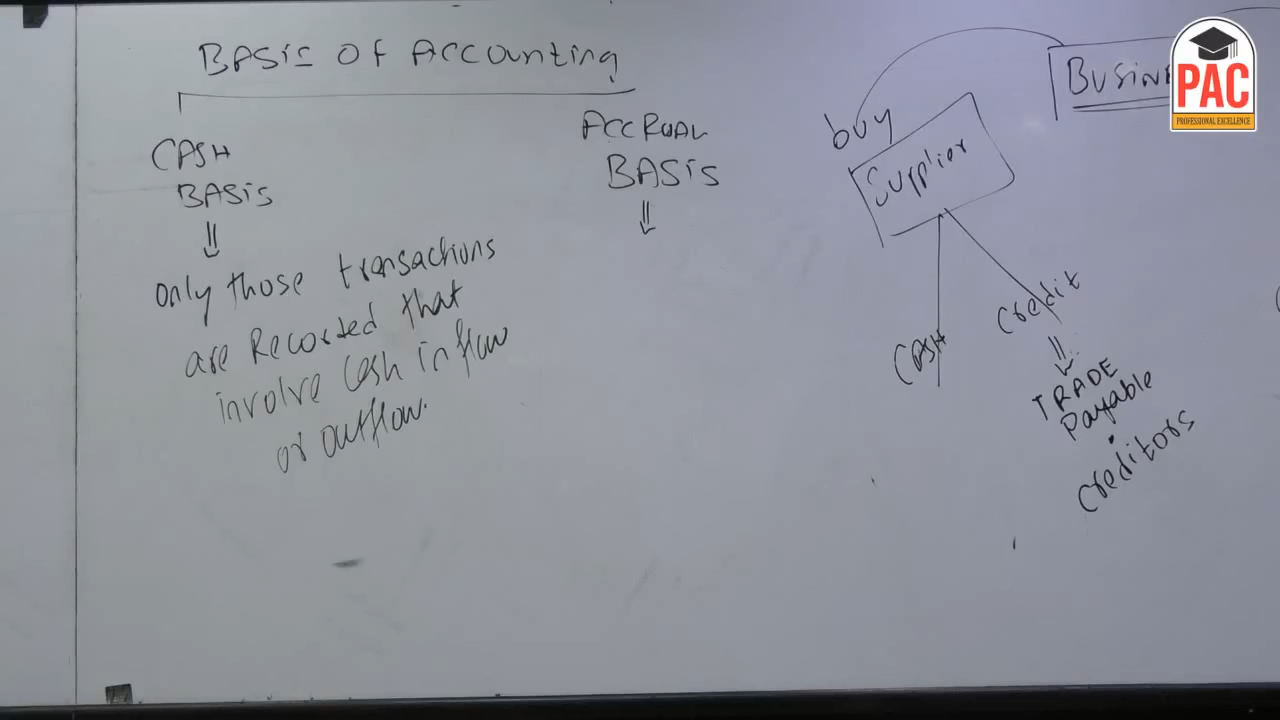 BASIS OF ACCOUNTING
CASH
BASIS
only those transactions
are Recorded that
involve Cash inflow
or outflow.
ACCRUAL
BASIS
buy
Supplier
CASH
Credit
TRADE
Payable
Creditors
BUSINE
PAC
PROFESSIONAL EXCELLENCE